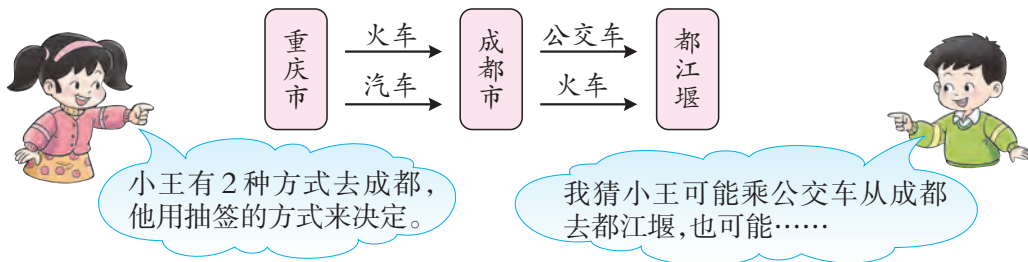 重庆市
火车
汽车
成都市
公交车
火车
都江堰
小王有2种方式去成都，
他用抽签的方式来决定。
我猜小王可能乘公交车从成都
去都江堰，也可能……